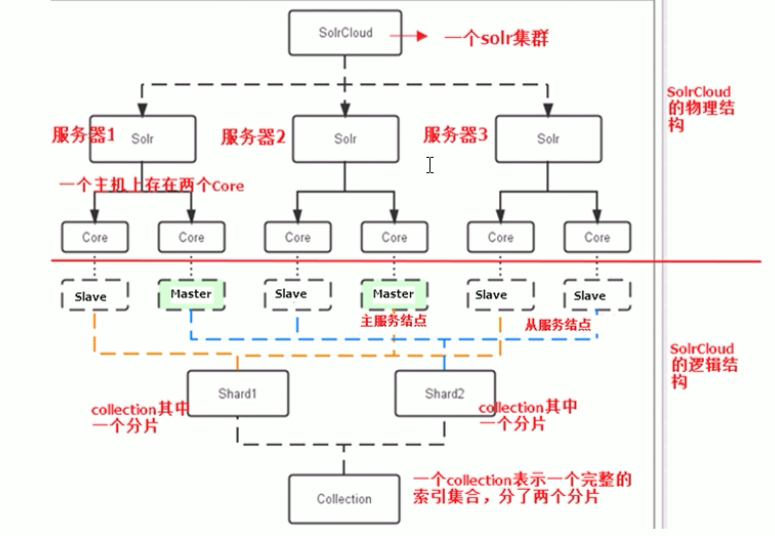 SolrCloud
一个solr集群
SolrCloud
的物理结
构
服务器1
Solr
服务器2
Solr
服务器3
Solr
一个主机上存在两个Core
Core
Core
Core
Core
Core
Core
Slave
Master
Slave
Master
Slave
Slave
主服务结点
从服务结点
SolrCloud
的逻辑结
构
Shard1
Shard2
collection其中
一个分片
collection其中
一个分片
Collection
一个collection表示一个完整的
索引集合，分了两个分片